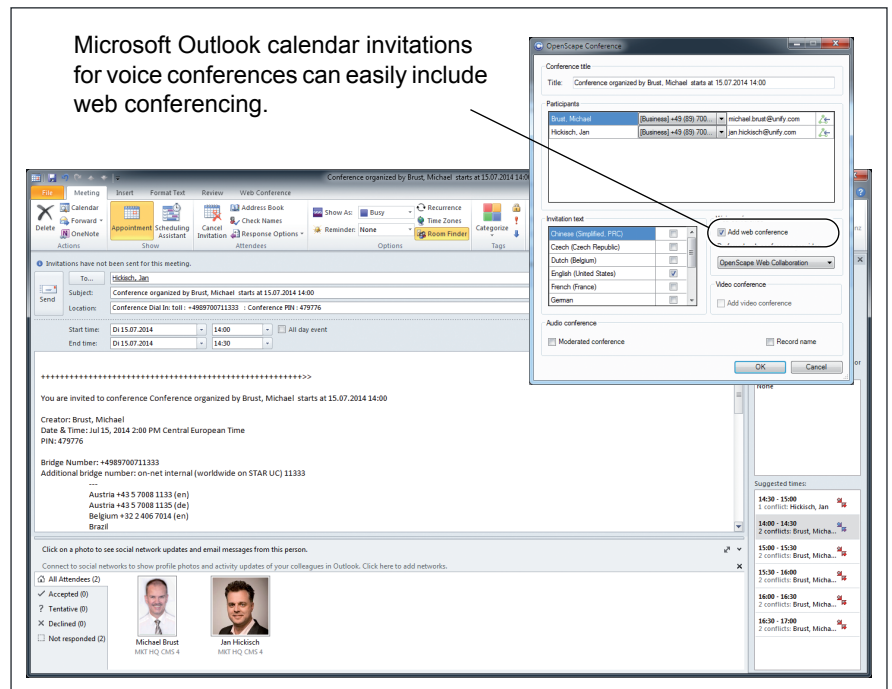 Microsoft Outlook calendar invitations
for voice conferences can easily include
web conferencing.
OpenScape Conference
Conference title
Title: Conference organized by Brust, Michael starts at 15.07.2014 14:00
Participants
Brust, Michael [Business] +49 (89) 700... michael.brust@unify.com
Hickisch, Jan [Business] +49 (89) 700... jan.hickisch@unify.com
Invitation text
Chinese (Simplified, PRC)
Czech (Czech Republic)
Dutch (Belgium)
English (United States)
French (France)
German
Add web conference
OpenScape Web Collaboration
Video conference
Add video conference
Audio conference
Moderated conference Record name
OK Cancel
Conference organized by Brust, Michael starts at 15.07.2014 14:00
File Meeting Insert Format Text Review Web Conference
Delete
Calendar
Forward
OneNote
Actions
Appointment
Scheduling
Assistant
Show
Cancel
Invitation
Address Book
Check Names
Response Options
Attendees
Show As: Busy
Reminder: None
Recurrence
Time Zones
Room Finder
Options
Categorize
Tags
Invitations have not been sent for this meeting.
Send
To... Hickisch, Jan
Subject: Conference organized by Brust, Michael starts at 15.07.2014 14:00
Location: Conference Dial In: toll : +4989700711333 : Conference PIN : 479776
Start time: Di 15.07.2014 14:00 All day event
End time: Di 15.07.2014 14:30
You are invited to conference Conference organized by Brust, Michael starts at 15.07.2014 14:00
Creator: Brust, Michael
Date & Time: Jul 15, 2014 2:00 PM Central European Time
PIN: 479776
Bridge Number: +4989700711333
Additional bridge number: on-net internal (worldwide on STAR UC) 11333
---
Austria +43 5 7008 1133 (en)
Austria +43 5 7008 1135 (de)
Belgium +32 2 406 7014 (en)
Brazil
None
Suggested times:
14:30 - 15:00
1 conflict: Hickisch, Jan
14:00 - 14:30
2 conflicts: Brust, Micha...
15:00 - 15:30
2 conflicts: Brust, Micha...
15:30 - 16:00
2 conflicts: Brust, Micha...
16:00 - 16:30
2 conflicts: Brust, Micha...
16:30 - 17:00
2 conflicts: Brust, Micha...
Click on a photo to see social network updates and email messages from this person.
Connect to social networks to show profile photos and activity updates of your colleagues in Outlook. Click here to add networks.
All Attendees (2)
Accepted (0)
Tentative (0)
Declined (0)
Not responded (2)
Michael Brust
MKT HQ CMS 4
Jan Hickisch
MKT HQ CMS 4